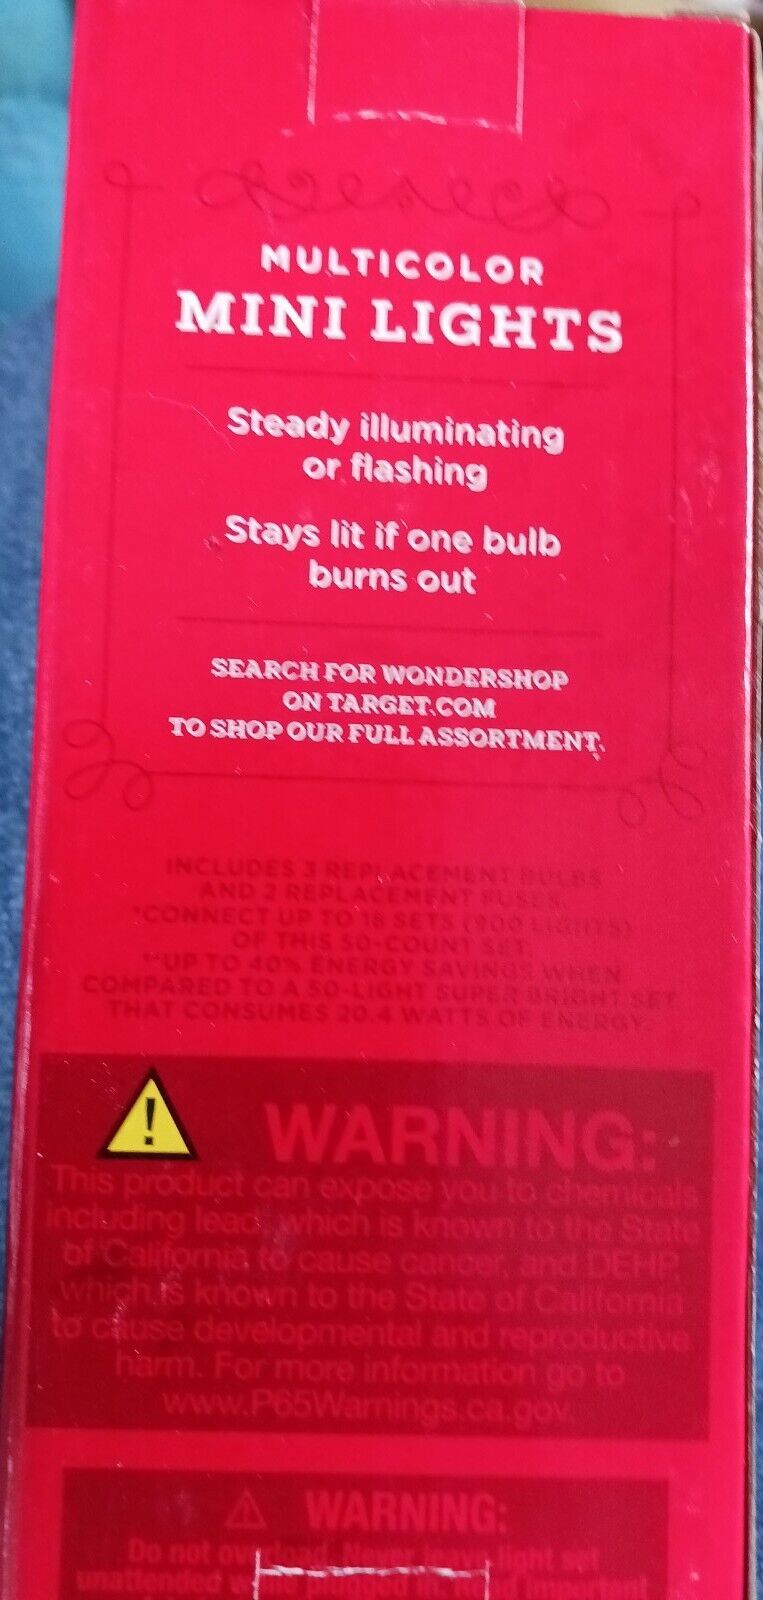 MULTICOLOR
MINI LIGHTS
Steady illuminating
or flashing
Stays lit if one bulb
burns out
SEARCH FOR WONDERSHOP
ON TARGET.COM
TO SHOP OUR FULL ASSORTMENT.
INCLUDES 3 REPLACEMENT BULBS
AND 2 REPLACEMENT FUSES.
*CONNECT UP TO 18 SETS (900 LIGHTS)
OF THIS 50-COUNT SET.
**UP TO 40% ENERGY SAVINGS WHEN
COMPARED TO A 50-LIGHT SUPER BRIGHT SET
THAT CONSUMES 20.4 WATTS OF ENERGY.
WARNING:
This product can expose you to chemicals
including lead, which is known to the State
of California to cause cancer, and DEHP,
which is known to the State of California
to cause developmental and reproductive
harm. For more information go to
www.P65Warnings.ca.gov.
WARNING:
Do not overload. Never leave light set
unattended while plugged in. important